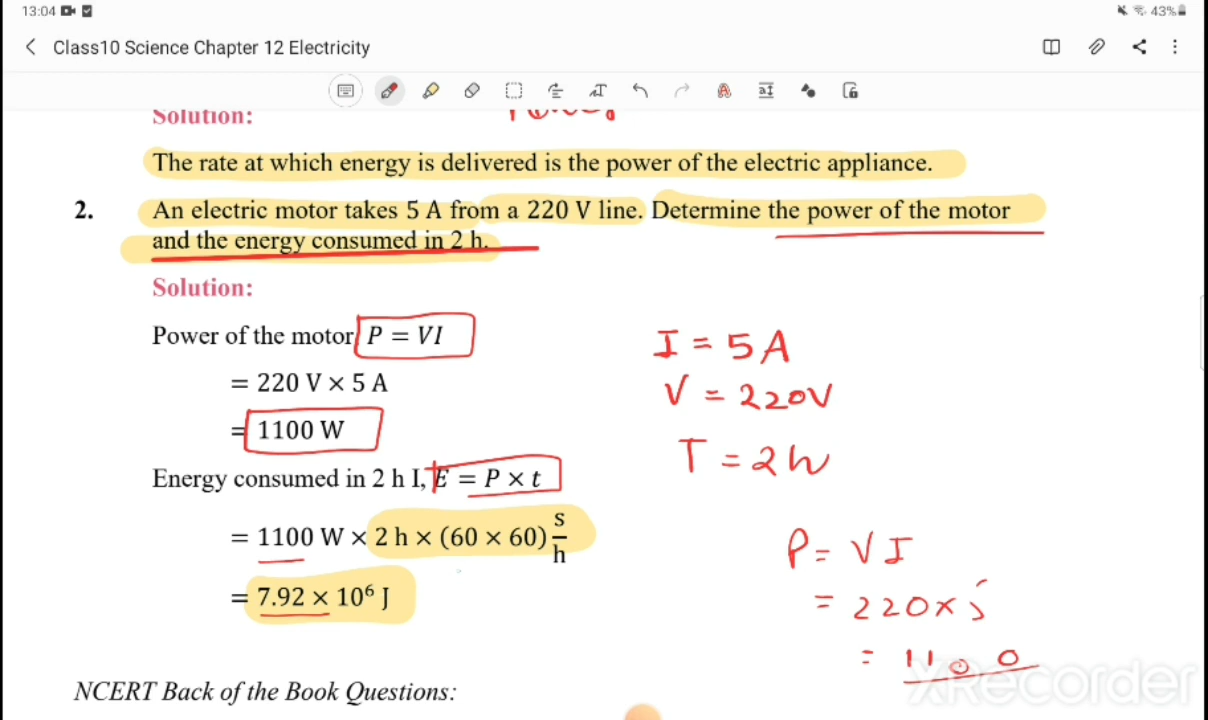 13:04 43%
Class10 Science Chapter 12 Electricity
Solution:
The rate at which energy is delivered is the power of the electric appliance.
2. An electric motor takes 5 A from a 220 V line. Determine the power of the motor
and the energy consumed in 2 h.
Solution:
Power of the motor P = VI
= 220 V × 5 A
= 1100 W
Energy consumed in 2 h I, E = P × t
= 1100 W × 2 h × (60 × 60) s/h
= 7.92 × 10⁶ J
I = 5 A
V = 220V
T = 2h
P = VI
= 220 × 5
= 1100
NCERT Back of the Book Questions:
XRecorder